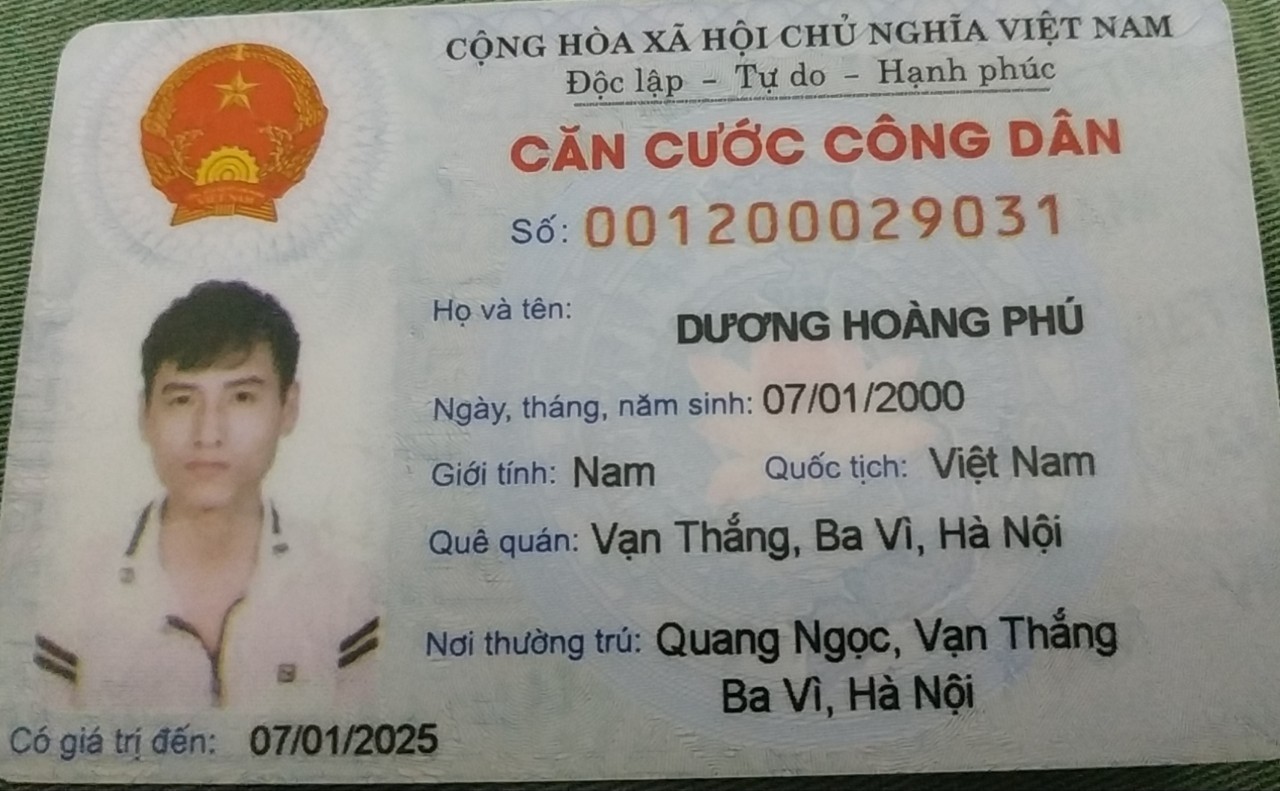 CỘNG HÒA XÃ HỘI CHỦ NGHĨA VIỆT NAM
Độc lập - Tự do - Hạnh phúc
CĂN CƯỚC CÔNG DÂN
Số: 001200029031
Họ và tên: DƯƠNG HOÀNG PHÚ
Ngày, tháng, năm sinh: 07/01/2000
Giới tính: Nam Quốc tịch: Việt Nam
Quê quán: Vạn Thắng, Ba Vì, Hà Nội
Nơi thường trú: Quang Ngọc, Vạn Thắng
Ba Vì, Hà Nội
Có giá trị đến: 07/01/2025